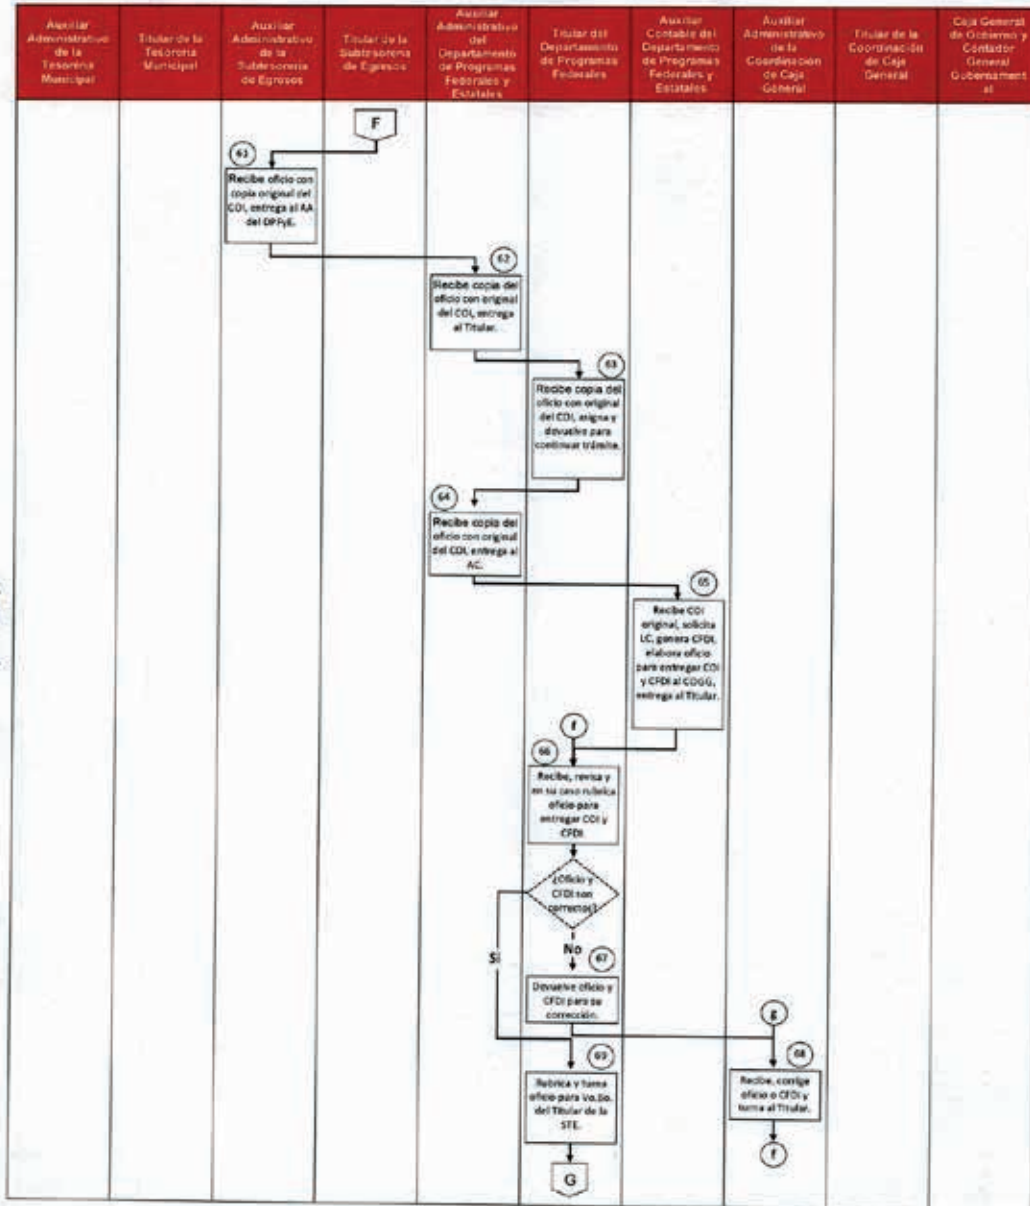 Auxiliar
Administrativo
de la
Tesorería
Municipal
Titular de la
Tesorería
Municipal
Auxiliar
Administrativo
de la
Subtesorería
de Egresos
Titular de la
Subtesorería
de Egresos
Auxiliar
Administrativo
del
Departamento
de Programas
Federales y
Estatales
Titular del
Departamento
de Programas
Federales
Auxiliar
Contable del
Departamento
de Programas
Federales y
Estatales
Auxiliar
Administrativo
de la
Coordinación
de Caja
General
Titular de la
Coordinación
de Caja
General
Caja General
de Gobierno y
Contador
General
Gubernament
al
F
61
Recibe oficio con
copia original del
COI, entrega al AA
del DPFyE.
62
Recibe copia del
oficio con original
del COI, entrega
al Titular.
63
Recibe copia del
oficio con original
del COI, asigna y
devuelve para
continuar trámite.
64
Recibe copia del
oficio con original
del COI, entrega al
AC.
65
Recibe COI
original, solicita
LC, genera CFDI,
elabora oficio
para entregar COI
y CFDI al COGG,
entrega al Titular.
f
66
Recibe, revisa y
en su caso rubrica
oficio para
entregar COI y
CFDI.
¿Oficio y
CFDI son
correctos?
Si
No
67
Devuelve oficio y
CFDI para su
corrección.
g
68
Recibe, corrige
oficio o CFDI y
turna al Titular.
f
69
Rubrica y turna
oficio para Vo.Bo.
del Titular de la
STE.
G